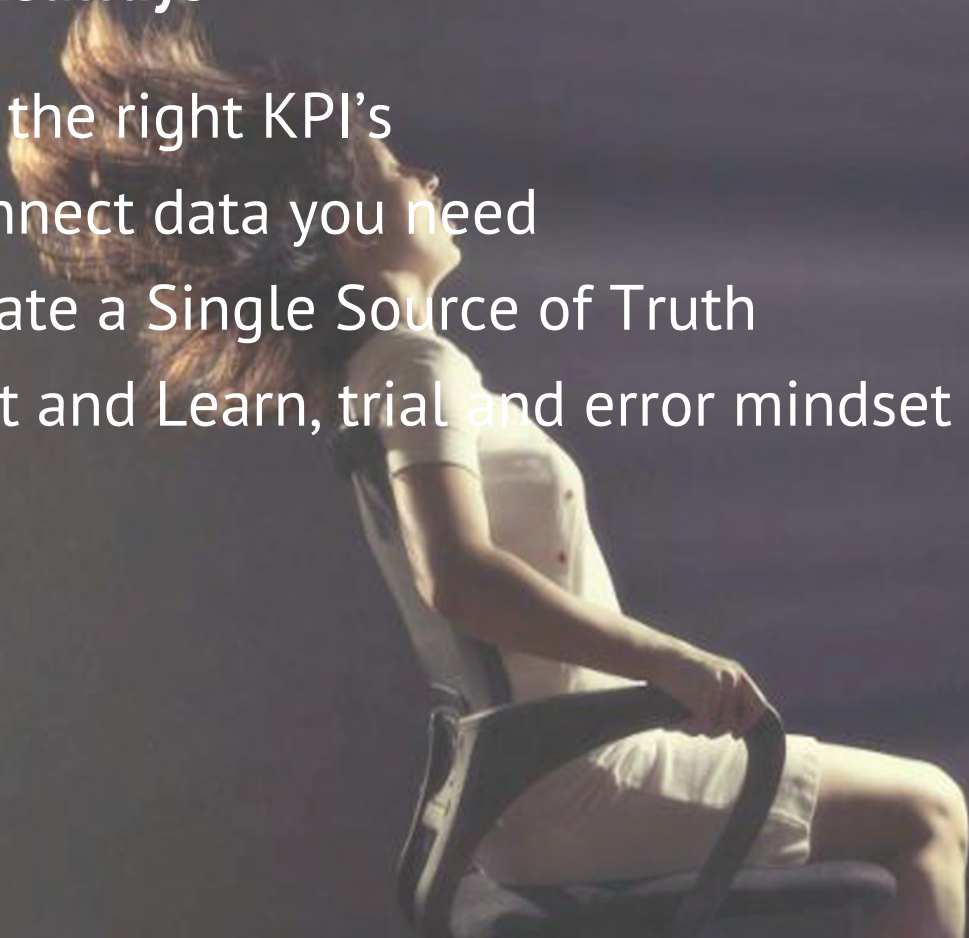 the right KPI’s
nnect data you need
ate a Single Source of Truth
t and Learn, trial and error mindset